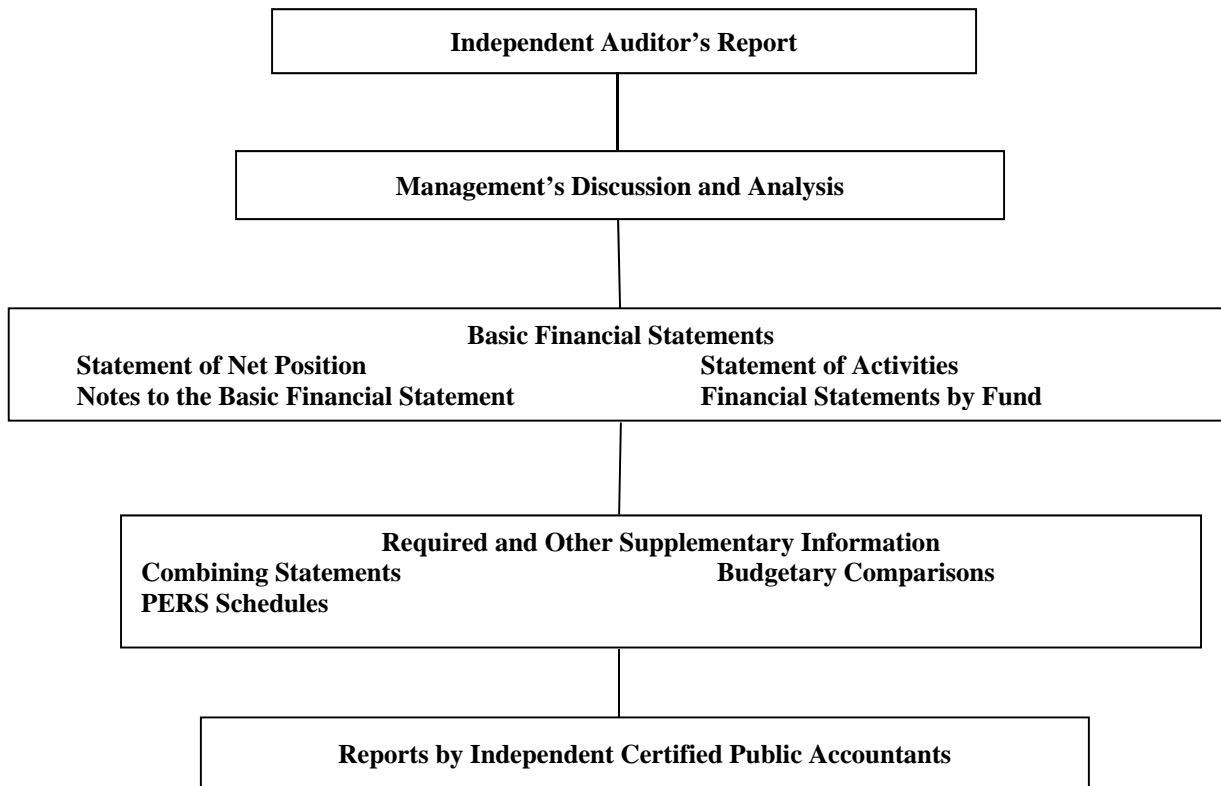 Independent Auditor’s Report
Management’s Discussion and Analysis
Basic Financial Statements
Statement of Net Position Statement of Activities
Notes to the Basic Financial Statement Financial Statements by Fund
Required and Other Supplementary Information
Combining Statements Budgetary Comparisons
PERS Schedules
Reports by Independent Certified Public Accountants